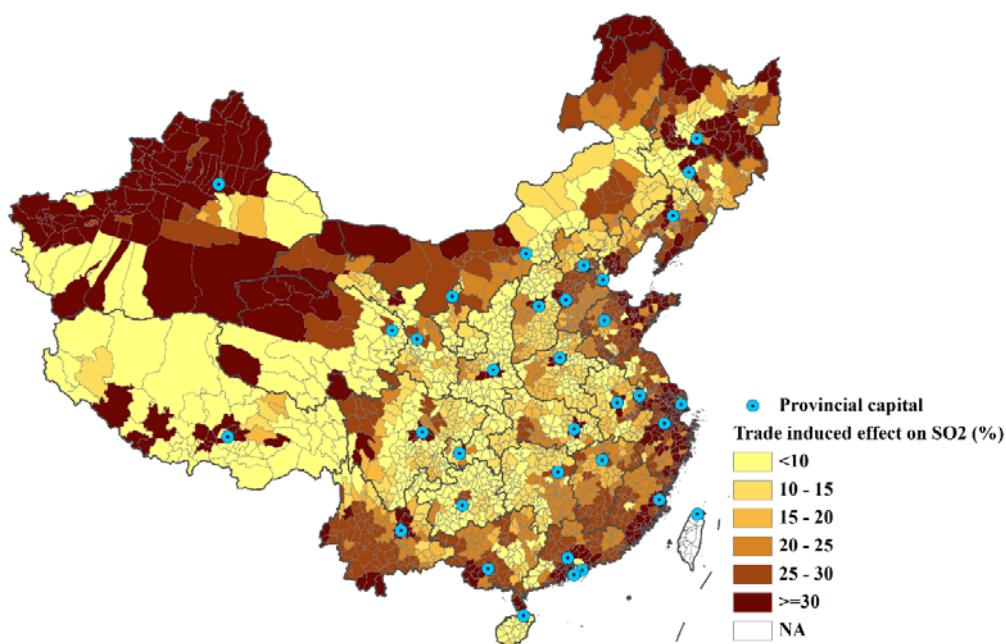 Provincial capital
Trade induced effect on SO2 (%)
<10
10 - 15
15 - 20
20 - 25
25 - 30
>=30
NA